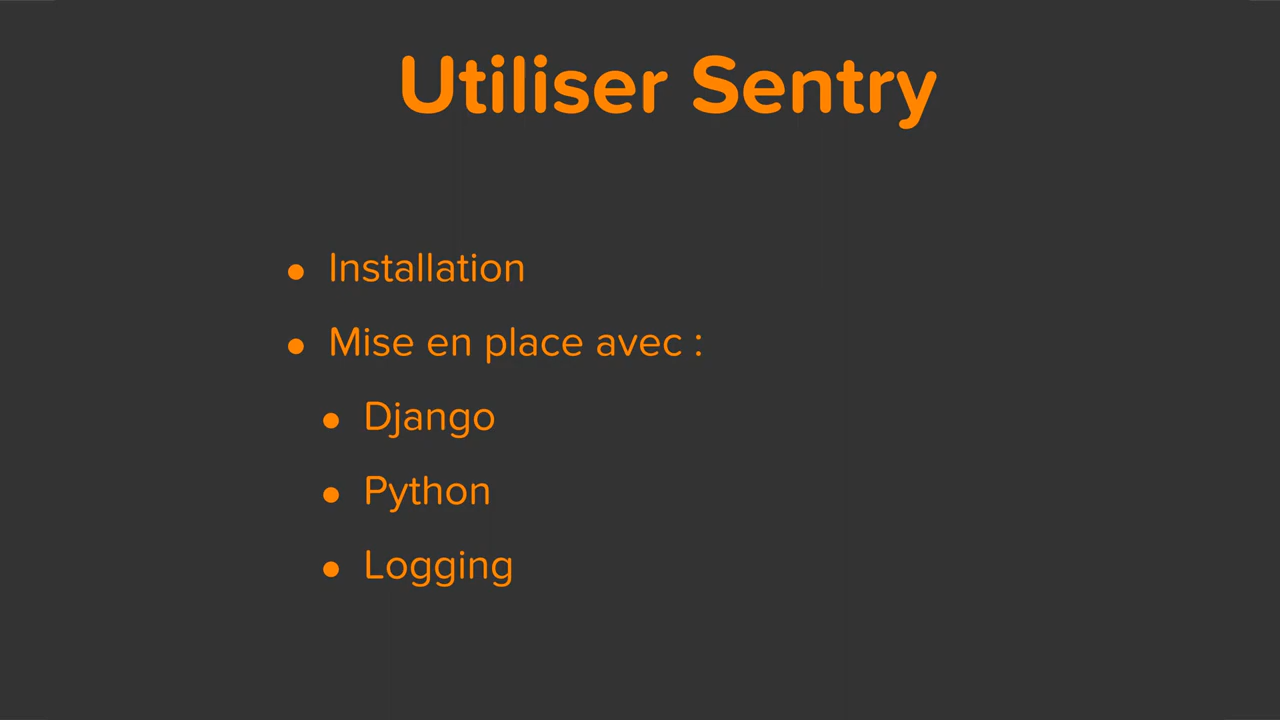 Utiliser Sentry
• Installation
• Mise en place avec :
• Django
• Python
• Logging